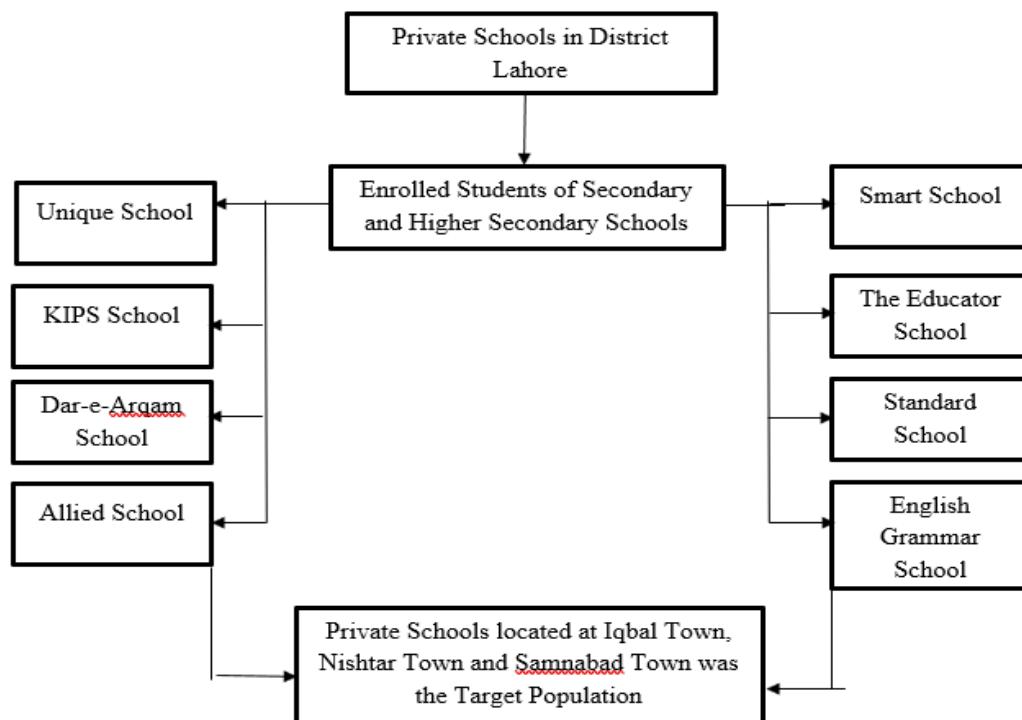 Private Schools in District
Lahore
Enrolled Students of Secondary
and Higher Secondary Schools
Unique School
KIPS School
Dar-e-Arqam
School
Allied School
Smart School
The Educator
School
Standard
School
English
Grammar
School
Private Schools located at Iqbal Town,
Nishtar Town and Samnabad Town was
the Target Population